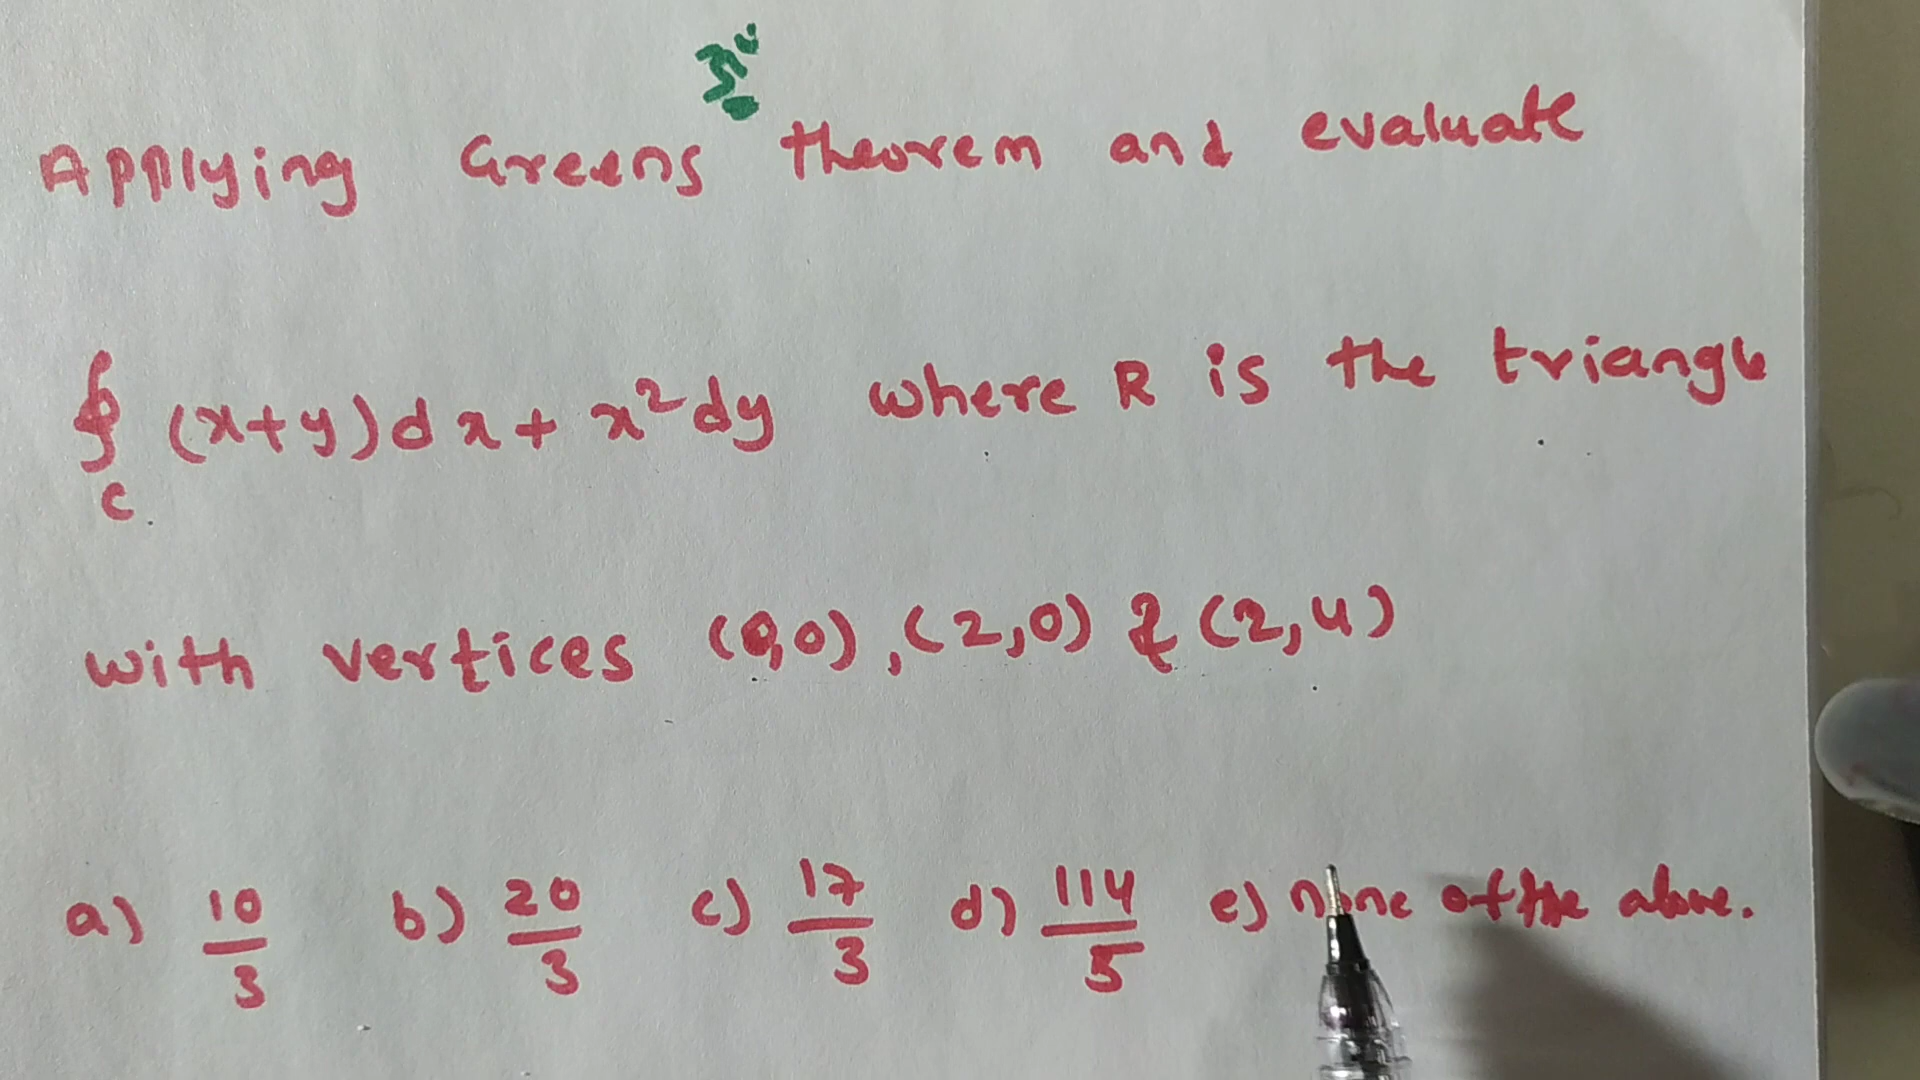 Applying Greens theorem and evaluate
∮_C (x+y)dx + x²dy where R is the triangle
with vertices (0,0), (2,0) & (2,4)
a) 10/3 b) 20/3 c) 17/3 d) 114/5 e) none of the above.